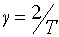 γ = 2/T